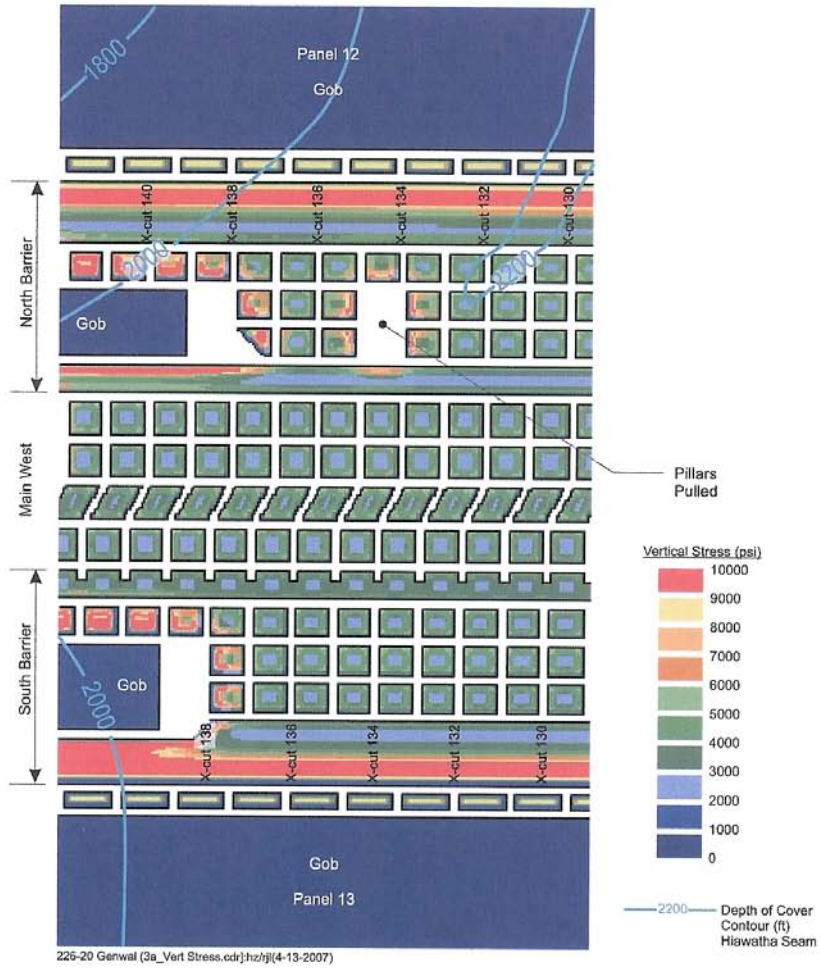 1800
Panel 12
Gob
X-cut 140
X-cut 138
X-cut 136
X-cut 134
X-cut 132
X-cut 130
North Barrier
2000
2200
Gob
Main West
Pillars
Pulled
Vertical Stress (psi)
10000
9000
8000
7000
6000
5000
4000
3000
2000
1000
0
South Barrier
Gob
2000
X-cut 138
X-cut 136
X-cut 134
X-cut 132
X-cut 130
Gob
Panel 13
2200
Depth of Cover
Contour (ft)
Hiawatha Seam
226-20 Genwal (3a_Vert Stress.cdr):hz/rjl(4-13-2007)